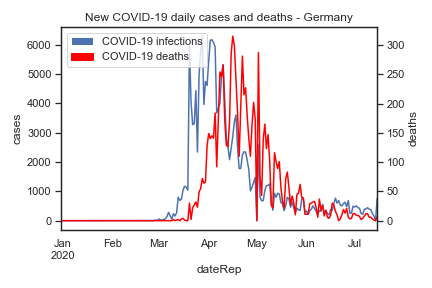 New COVID-19 daily cases and deaths - Germany
COVID-19 infections
COVID-19 deaths
6000
5000
4000
3000
2000
1000
0
cases
300
250
200
150
100
50
0
deaths
Jan Feb Mar Apr May Jun Jul
2020
dateRep